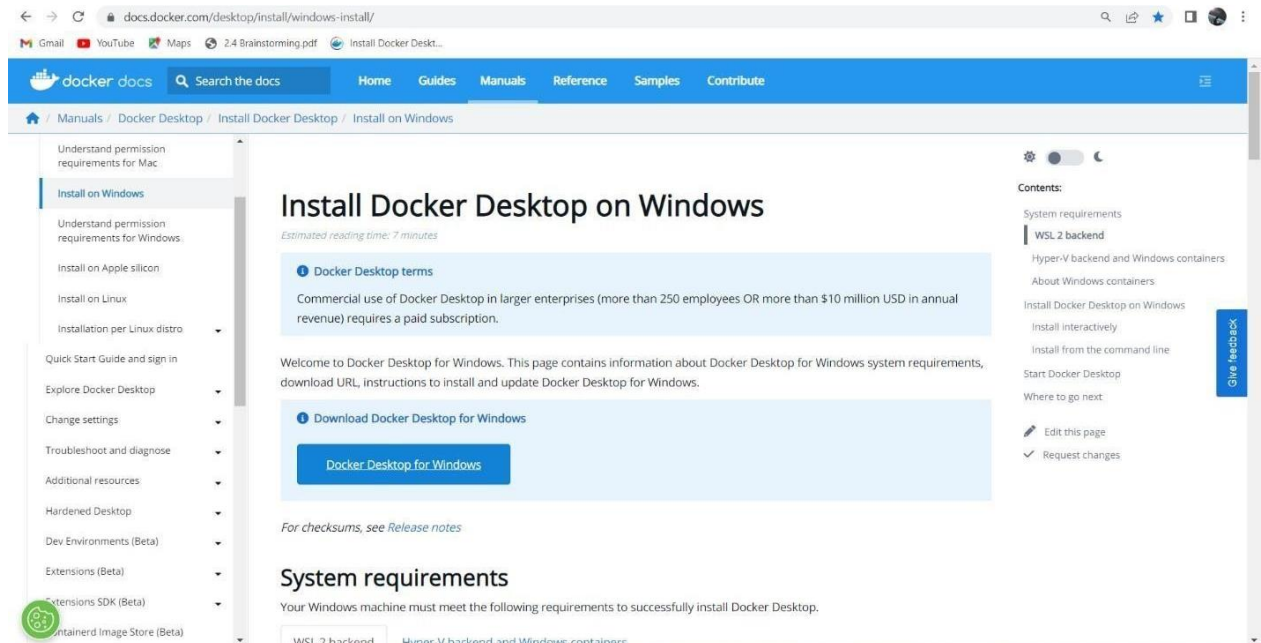 docs.docker.com/desktop/install/windows-install/
Gmail YouTube Maps 2.4 Brainstorming.pdf Install Docker Deskt...
docker docs Search the docs Home Guides Manuals Reference Samples Contribute
/ Manuals / Docker Desktop / Install Docker Desktop / Install on Windows
Understand permission
requirements for Mac
Install on Windows
Understand permission
requirements for Windows
Install on Apple silicon
Install on Linux
Installation per Linux distro
Quick Start Guide and sign in
Explore Docker Desktop
Change settings
Troubleshoot and diagnose
Additional resources
Hardened Desktop
Dev Environments (Beta)
Extensions (Beta)
Extensions SDK (Beta)
Containerd Image Store (Beta)
Install Docker Desktop on Windows
Estimated reading time: 7 minutes
Docker Desktop terms
Commercial use of Docker Desktop in larger enterprises (more than 250 employees OR more than $10 million USD in annual
revenue) requires a paid subscription.
Welcome to Docker Desktop for Windows. This page contains information about Docker Desktop for Windows system requirements,
download URL, instructions to install and update Docker Desktop for Windows.
Download Docker Desktop for Windows
Docker Desktop for Windows
For checksums, see Release notes
System requirements
Your Windows machine must meet the following requirements to successfully install Docker Desktop.
WSL 2 backend Hyper-V backend and Windows containers
Contents:
System requirements
WSL 2 backend
Hyper-V backend and Windows containers
About Windows containers
Install Docker Desktop on Windows
Install interactively
Install from the command line
Start Docker Desktop
Where to go next
Edit this page
Request changes
Give feedback